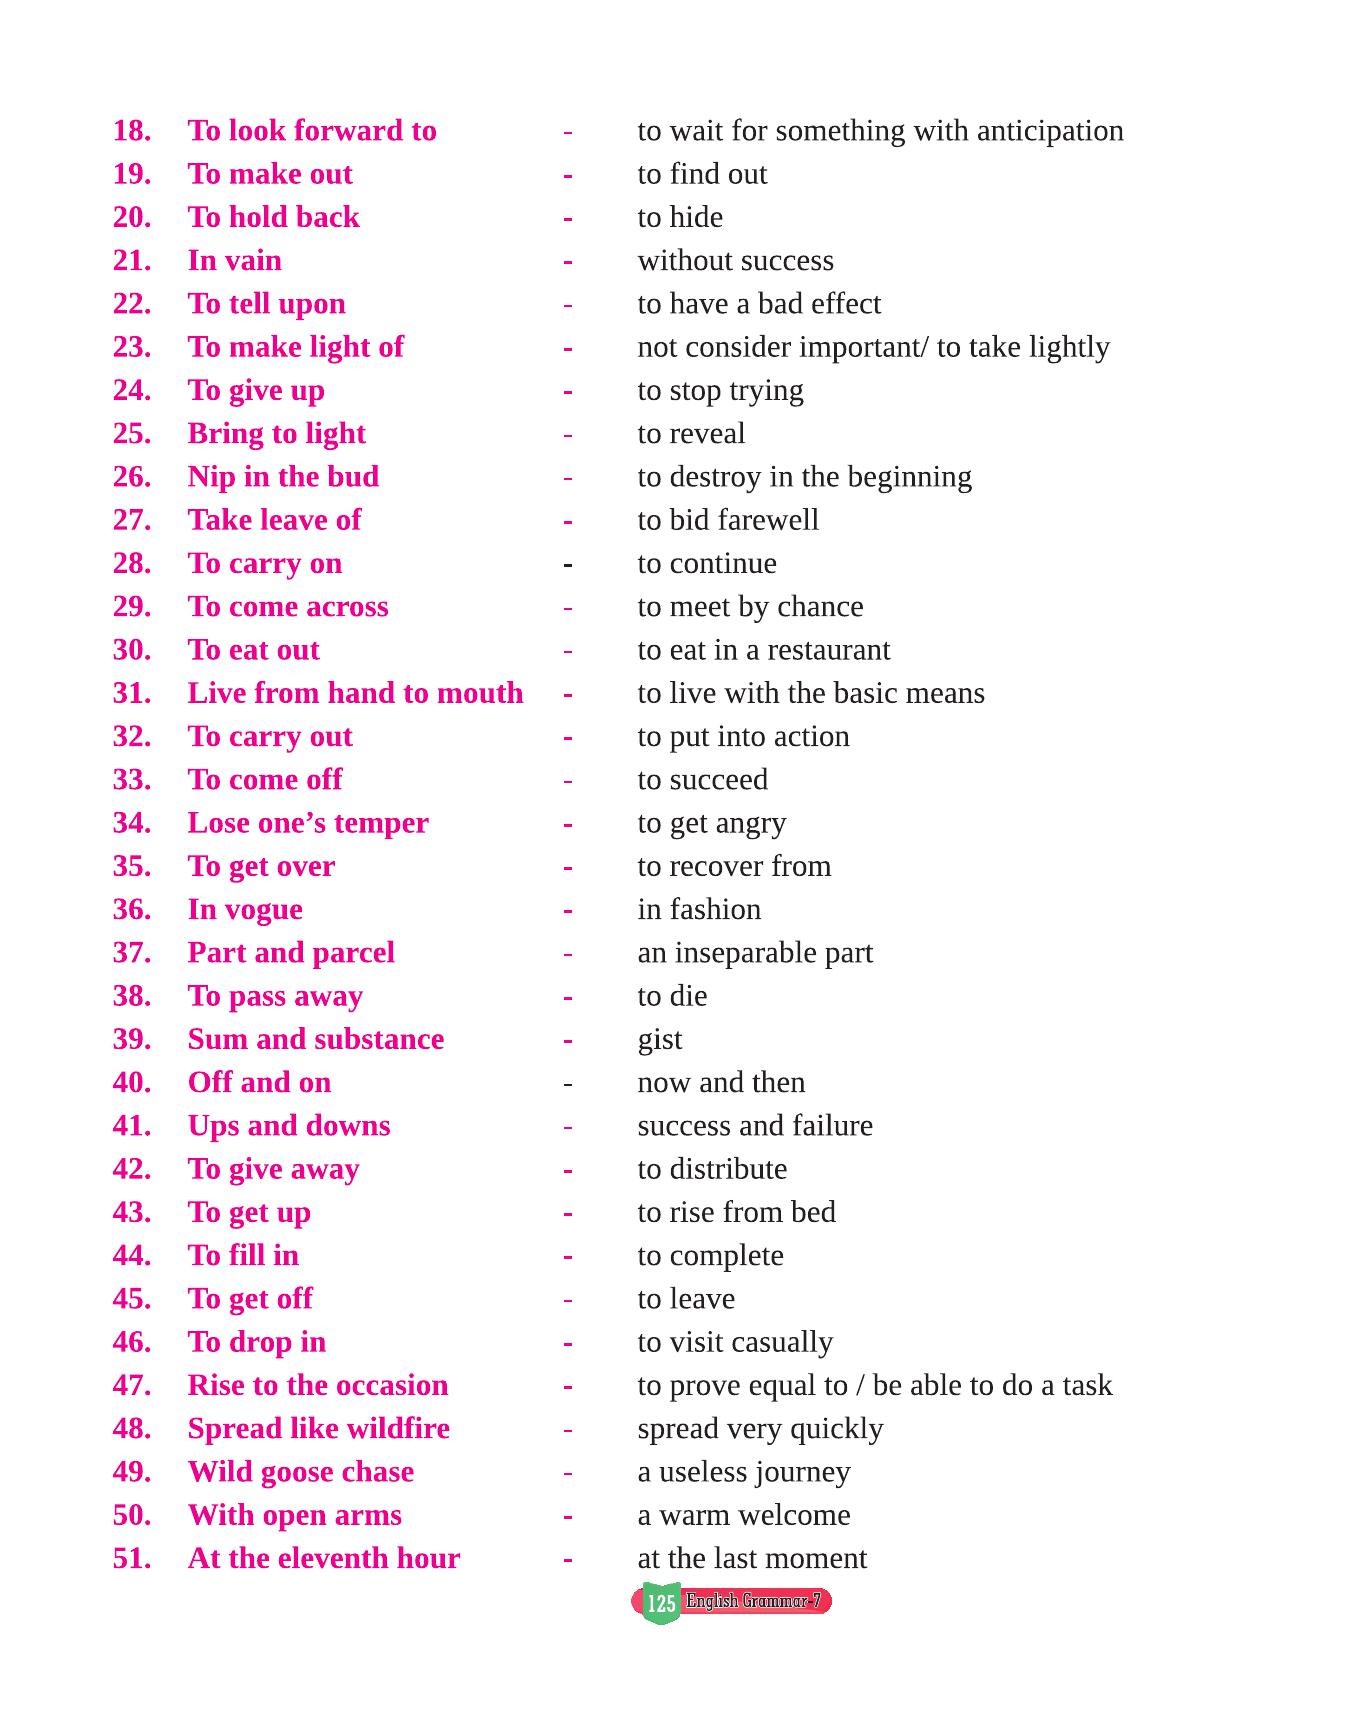 18. To look forward to - to wait for something with anticipation
19. To make out - to find out
20. To hold back - to hide
21. In vain - without success
22. To tell upon - to have a bad effect
23. To make light of - not consider important/ to take lightly
24. To give up - to stop trying
25. Bring to light - to reveal
26. Nip in the bud - to destroy in the beginning
27. Take leave of - to bid farewell
28. To carry on - to continue
29. To come across - to meet by chance
30. To eat out - to eat in a restaurant
31. Live from hand to mouth - to live with the basic means
32. To carry out - to put into action
33. To come off - to succeed
34. Lose one’s temper - to get angry
35. To get over - to recover from
36. In vogue - in fashion
37. Part and parcel - an inseparable part
38. To pass away - to die
39. Sum and substance - gist
40. Off and on - now and then
41. Ups and downs - success and failure
42. To give away - to distribute
43. To get up - to rise from bed
44. To fill in - to complete
45. To get off - to leave
46. To drop in - to visit casually
47. Rise to the occasion - to prove equal to / be able to do a task
48. Spread like wildfire - spread very quickly
49. Wild goose chase - a useless journey
50. With open arms - a warm welcome
51. At the eleventh hour - at the last moment
125 English Grammar-7